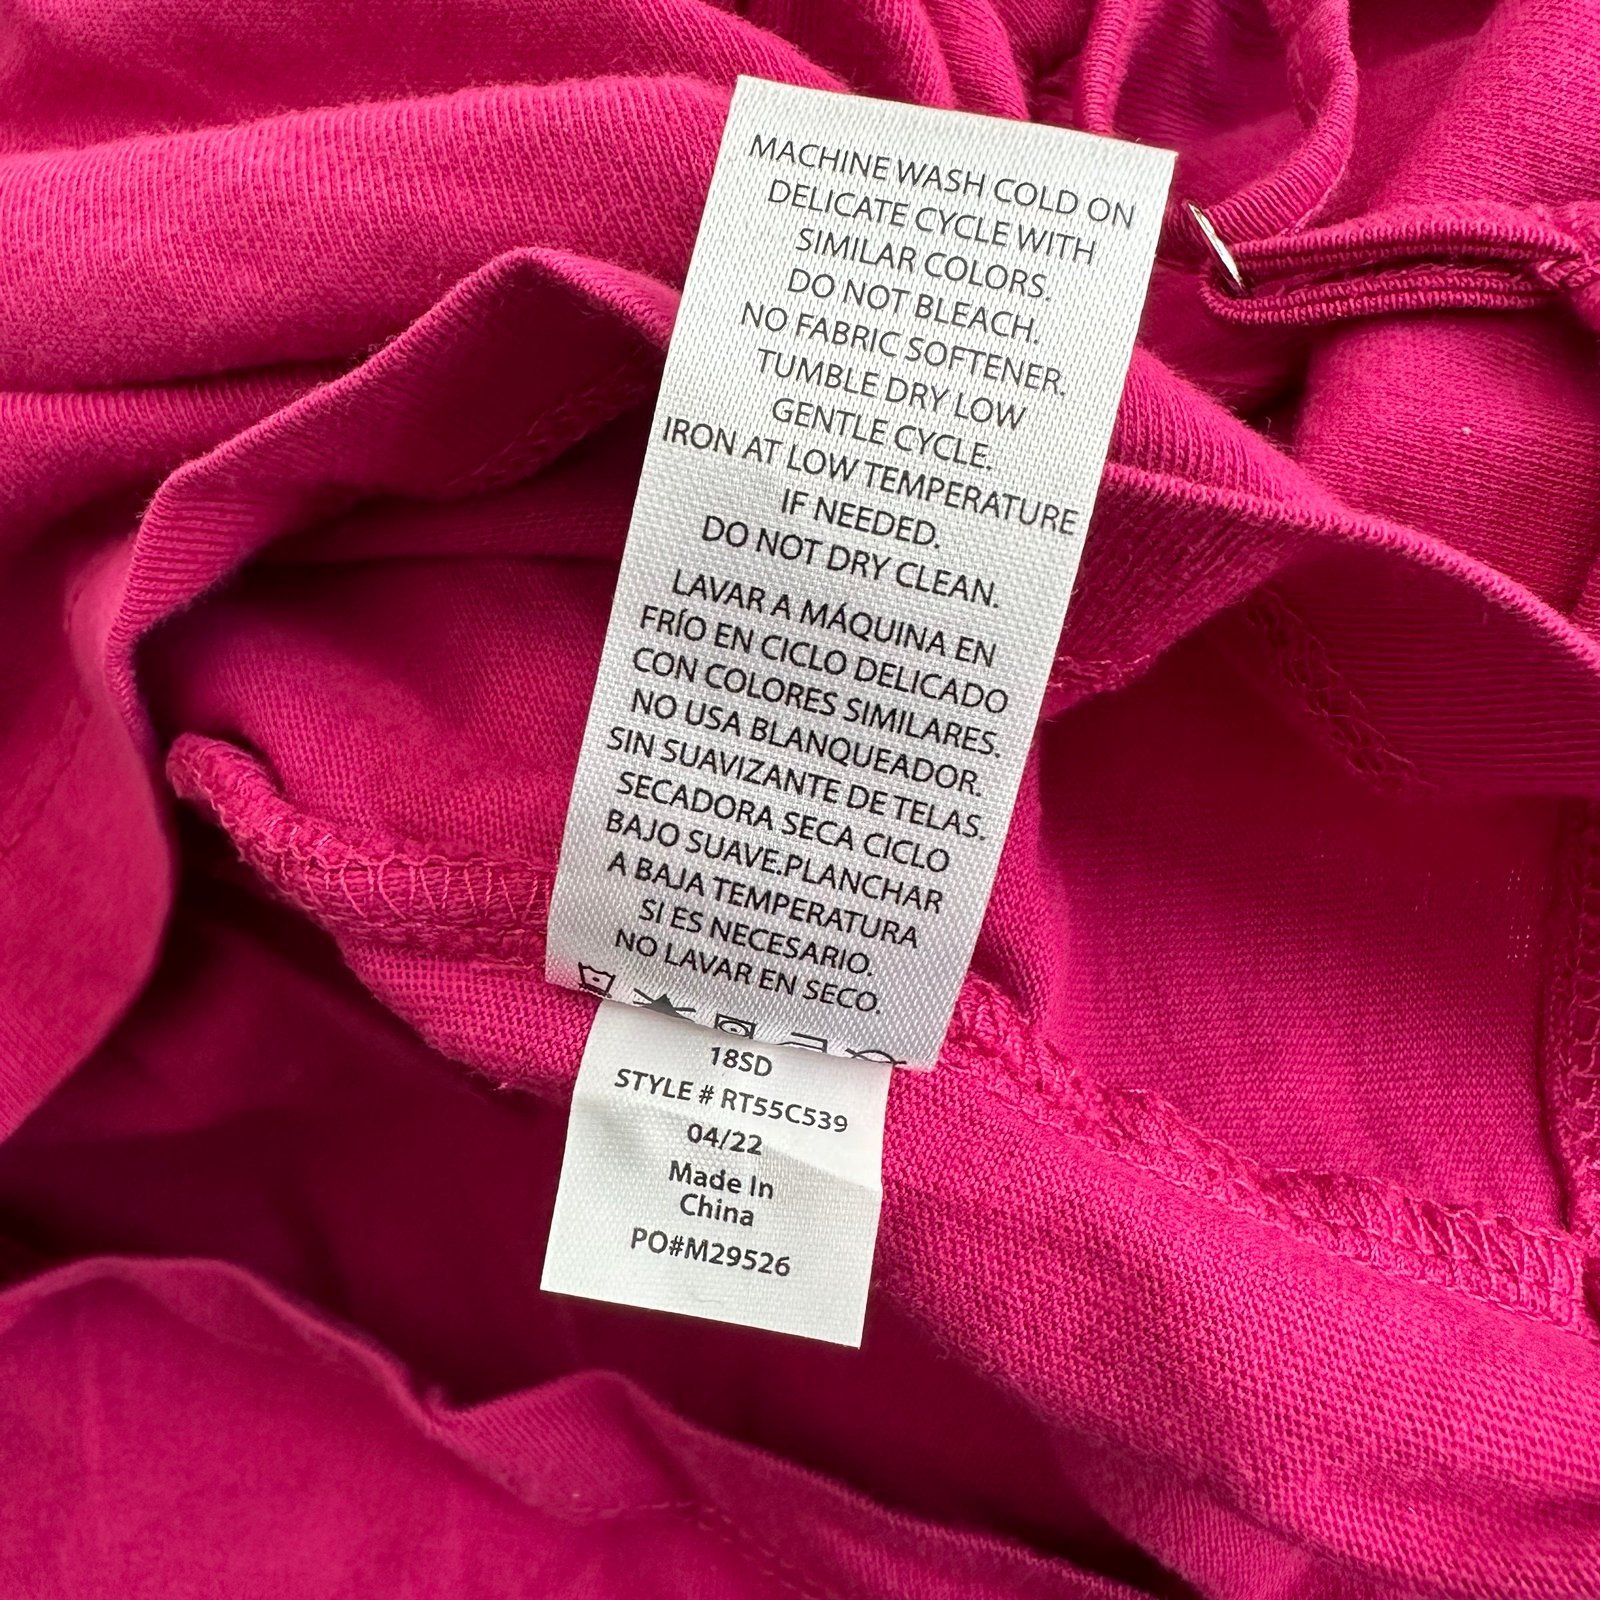 MACHINE WASH COLD ON
DELICATE CYCLE WITH
SIMILAR COLORS.
DO NOT BLEACH.
NO FABRIC SOFTENER.
TUMBLE DRY LOW
GENTLE CYCLE.
IRON AT LOW TEMPERATURE
IF NEEDED.
DO NOT DRY CLEAN.
LAVAR A MÁQUINA EN
FRÍO EN CICLO DELICADO
CON COLORES SIMILARES.
NO USA BLANQUEADOR.
SIN SUAVIZANTE DE TELAS.
SECADORA SECA CICLO
BAJO SUAVE.PLANCHAR
A BAJA TEMPERATURA
SI ES NECESARIO.
NO LAVAR EN SECO.
18SD
STYLE # RT55C539
04/22
Made In
China
PO#M29526